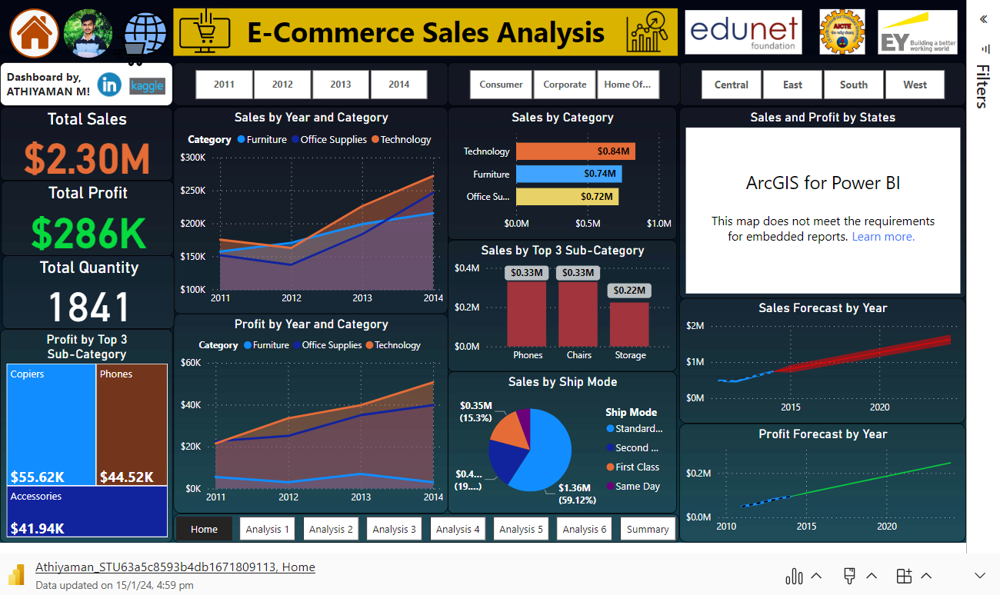 E-Commerce Sales Analysis
edunet
foundation
AICTE
EY
Building a better
working world
«
Filters
Dashboard by,
ATHIYAMAN M!
in
kaggle
2011
2012
2013
2014
Consumer
Corporate
Home Of...
Central
East
South
West
Total Sales
$2.30M
Total Profit
$286K
Total Quantity
1841
Profit by Top 3
Sub-Category
Copiers
$55.62K
Phones
$44.52K
Accessories
$41.94K
Sales by Year and Category
Category Furniture Office Supplies Technology
$300K
$250K
$200K
$150K
$100K
2011 2012 2013 2014
Profit by Year and Category
Category Furniture Office Supplies Technology
$60K
$40K
$20K
$0K
2011 2012 2013 2014
Sales by Category
Technology $0.84M
Furniture $0.74M
Office Su... $0.72M
$0.0M $0.5M $1.0M
Sales by Top 3 Sub-Category
$0.4M
$0.2M
$0.0M
$0.33M $0.33M $0.22M
Phones Chairs Storage
Sales by Ship Mode
$0.35M
(15.3%)
$0.4...
(19....)
$1.36M
(59.12%)
Ship Mode
Standard...
Second ...
First Class
Same Day
Sales and Profit by States
ArcGIS for Power BI
This map does not meet the requirements
for embedded reports. Learn more.
Sales Forecast by Year
$2M
$1M
$0M
2015 2020
Profit Forecast by Year
$0.2M
$0.0M
2010 2015 2020
Home
Analysis 1
Analysis 2
Analysis 3
Analysis 4
Analysis 5
Analysis 6
Summary
Athiyaman_STU63a5c8593b4db1671809113, Home
Data updated on 15/1/24, 4:59 pm